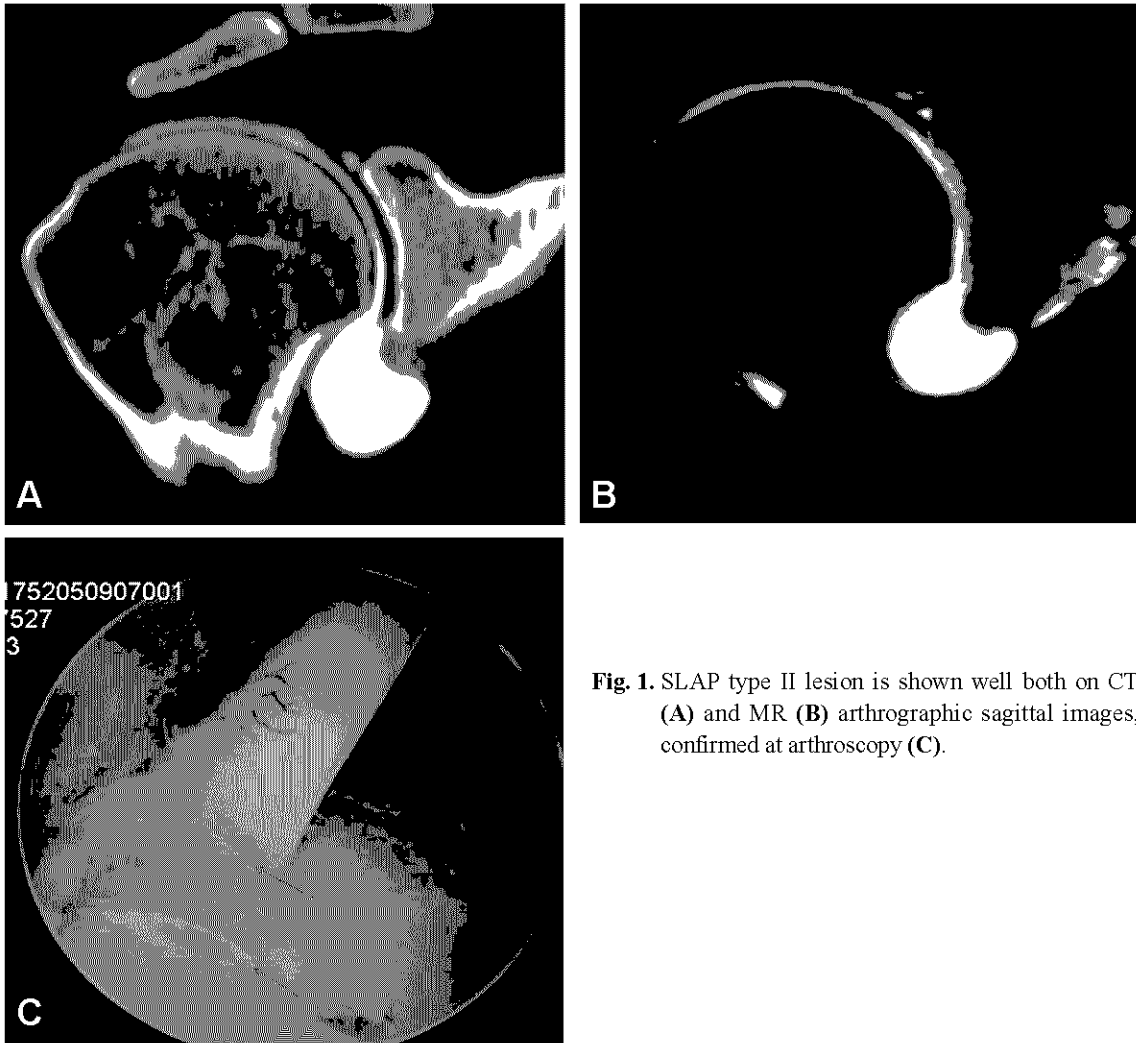 A
B
1752050907001
7527
3
C
Fig. 1. SLAP type II lesion is shown well both on CT
(A) and MR (B) arthrographic sagittal images,
confirmed at arthroscopy (C).